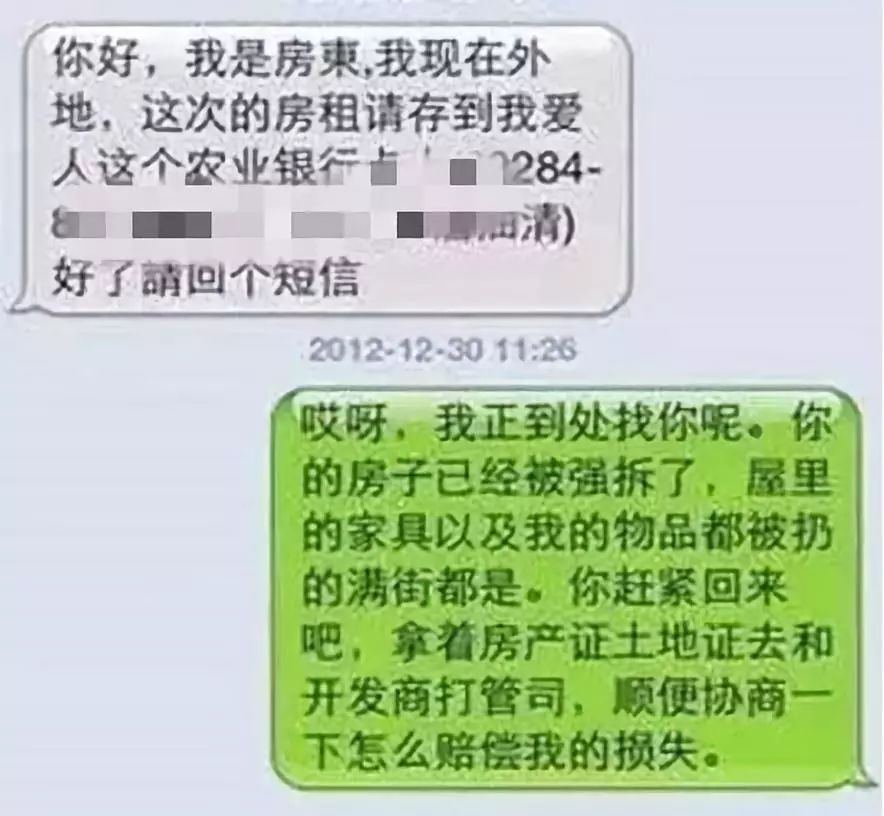 你好，我是房東,我现在外
地，这次的房租请存到我爱
人这个农业银行 284-
8 清)
好了請回个短信
2012-12-30 11:26
哎呀，我正到处找你呢。你
的房子已经被强拆了，屋里
的家具以及我的物品都被扔
的满街都是。你赶紧回来
吧，拿着房产证土地证去和
开发商打管司，顺便协商一
下怎么赔偿我的损失。